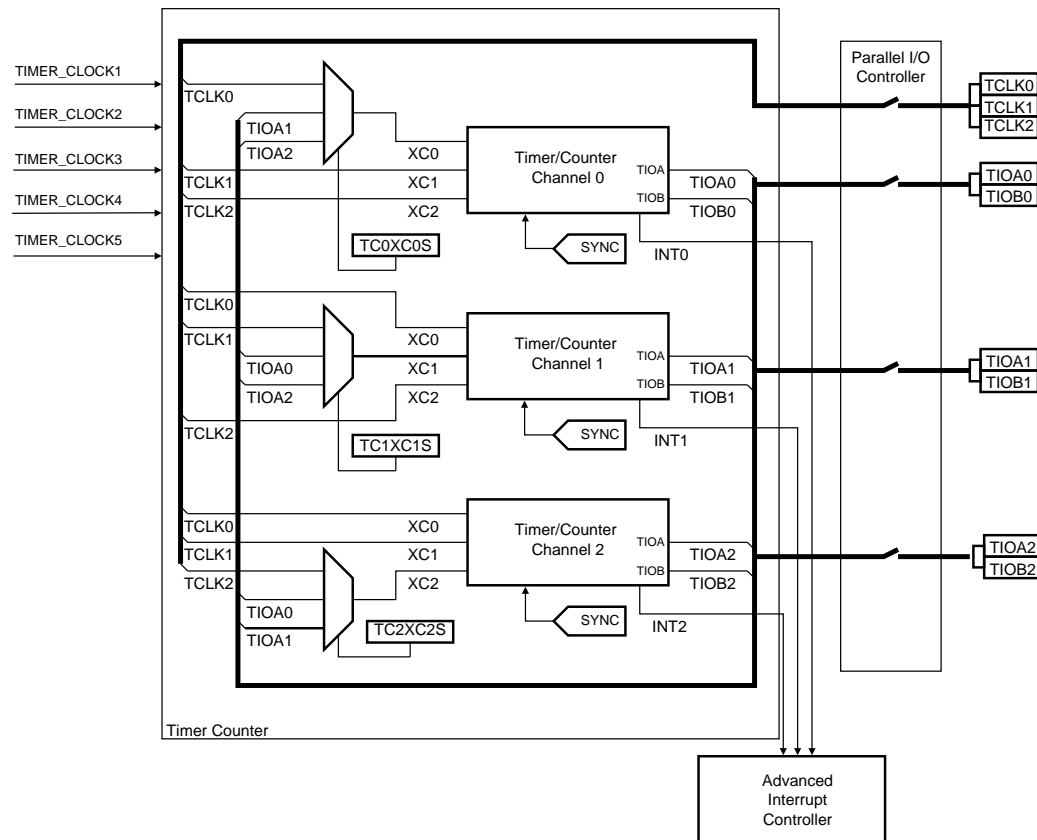 TIMER_CLOCK1
TIMER_CLOCK2
TIMER_CLOCK3
TIMER_CLOCK4
TIMER_CLOCK5
TCLK0
TIOA1
TIOA2
TCLK1
TCLK2
XC0
XC1
XC2
TC0XC0S
Timer/Counter
Channel 0
TIOA
TIOB
TIOA0
TIOB0
SYNC
INT0
TCLK0
TCLK1
TIOA0
TIOA2
TCLK2
XC0
XC1
XC2
TC1XC1S
Timer/Counter
Channel 1
TIOA
TIOB
TIOA1
TIOB1
SYNC
INT1
TCLK0
TCLK1
TCLK2
TIOA0
TIOA1
XC0
XC1
XC2
TC2XC2S
Timer/Counter
Channel 2
TIOA
TIOB
TIOA2
TIOB2
SYNC
INT2
Timer Counter
Parallel I/O
Controller
TCLK0
TCLK1
TCLK2
TIOA0
TIOB0
TIOA1
TIOB1
TIOA2
TIOB2
Advanced
Interrupt
Controller